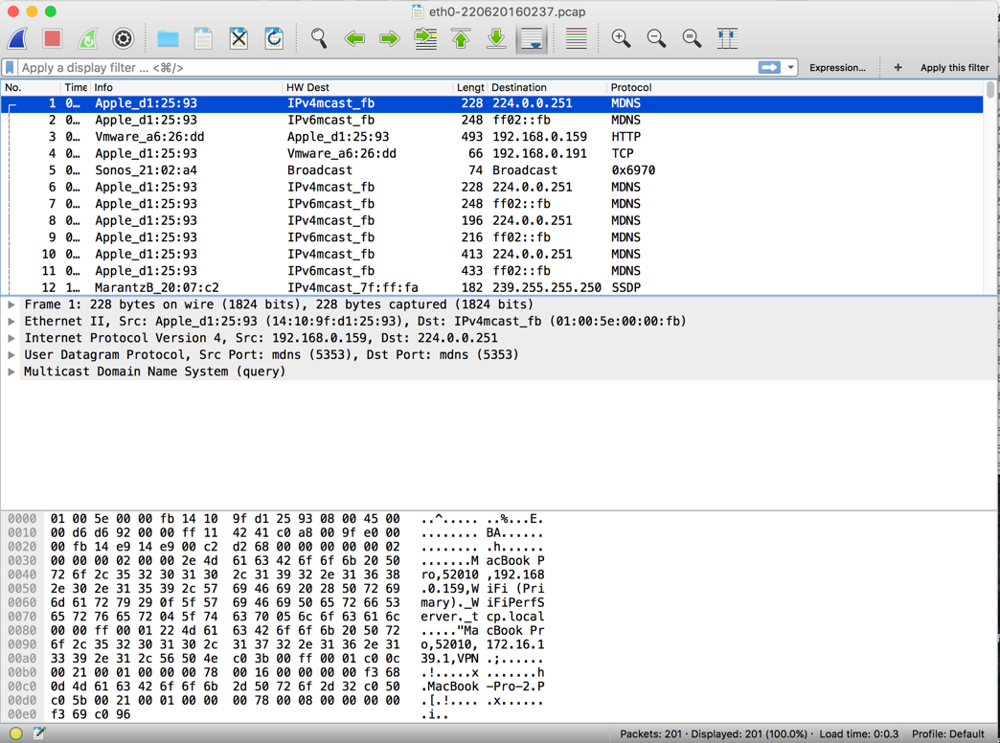 eth0-220620160237.pcap
Apply a display filter ... <⌘/> Expression... + Apply this filter
No. Time Info HW Dest Lengt Destination Protocol
1 0... Apple_d1:25:93 IPv4mcast_fb 228 224.0.0.251 MDNS
2 0... Apple_d1:25:93 IPv6mcast_fb 248 ff02::fb MDNS
3 0... Vmware_a6:26:dd Apple_d1:25:93 493 192.168.0.159 HTTP
4 0... Apple_d1:25:93 Vmware_a6:26:dd 66 192.168.0.191 TCP
5 0... Sonos_21:02:a4 Broadcast 74 Broadcast 0x6970
6 0... Apple_d1:25:93 IPv4mcast_fb 228 224.0.0.251 MDNS
7 0... Apple_d1:25:93 IPv6mcast_fb 248 ff02::fb MDNS
8 0... Apple_d1:25:93 IPv4mcast_fb 196 224.0.0.251 MDNS
9 0... Apple_d1:25:93 IPv6mcast_fb 216 ff02::fb MDNS
10 0... Apple_d1:25:93 IPv4mcast_fb 413 224.0.0.251 MDNS
11 0... Apple_d1:25:93 IPv6mcast_fb 433 ff02::fb MDNS
12 1... MarantzB_20:07:c2 IPv4mcast_7f:ff:fa 182 239.255.255.250 SSDP
Frame 1: 228 bytes on wire (1824 bits), 228 bytes captured (1824 bits)
Ethernet II, Src: Apple_d1:25:93 (14:10:9f:d1:25:93), Dst: IPv4mcast_fb (01:00:5e:00:00:fb)
Internet Protocol Version 4, Src: 192.168.0.159, Dst: 224.0.0.251
User Datagram Protocol, Src Port: mdns (5353), Dst Port: mdns (5353)
Multicast Domain Name System (query)
0000 01 00 5e 00 00 fb 14 10 9f d1 25 93 08 00 45 00 ..^..... ..%...E.
0010 00 d6 d6 92 00 00 ff 11 42 41 c0 a8 00 9f e0 00 ........ BA......
0020 00 fb 14 e9 14 e9 00 c2 d2 68 00 00 00 00 00 02 ........ .h......
0030 00 00 00 02 00 00 2e 4d 61 63 42 6f 6f 6b 20 50 .......M acBook P
0040 72 6f 2c 35 32 30 31 30 2c 31 39 32 2e 31 36 38 ro,52010 ,192.168
0050 2e 30 2e 31 35 39 2c 57 69 46 69 20 28 50 72 69 .0.159,W iFi (Pri
0060 6d 61 72 79 29 0f 5f 57 69 46 69 50 65 72 66 53 mary)._W iFiPerfS
0070 65 72 76 65 72 04 5f 74 63 70 05 6c 6f 63 61 6c erver._t cp.local
0080 00 00 ff 00 01 22 4d 61 63 42 6f 6f 6b 20 50 72 ....."Ma cBook Pr
0090 6f 2c 35 32 30 31 30 2c 31 37 32 2e 31 36 2e 31 o,52010, 172.16.1
00a0 33 39 2e 31 2c 56 50 4e c0 3b 00 ff 00 01 c0 0c 39.1,VPN .;......
00b0 00 21 00 01 00 00 00 78 00 16 00 00 00 00 f3 68 .!.....x .......h
00c0 0d 4d 61 63 42 6f 6f 6b 2d 50 72 6f 2d 32 c0 50 .MacBook -Pro-2.P
00d0 c0 5b 00 21 00 01 00 00 00 78 00 08 00 00 00 00 .[.!.... .x......
00e0 f3 69 c0 96 .i..
Packets: 201 · Displayed: 201 (100.0%) · Load time: 0:0.3 Profile: Default